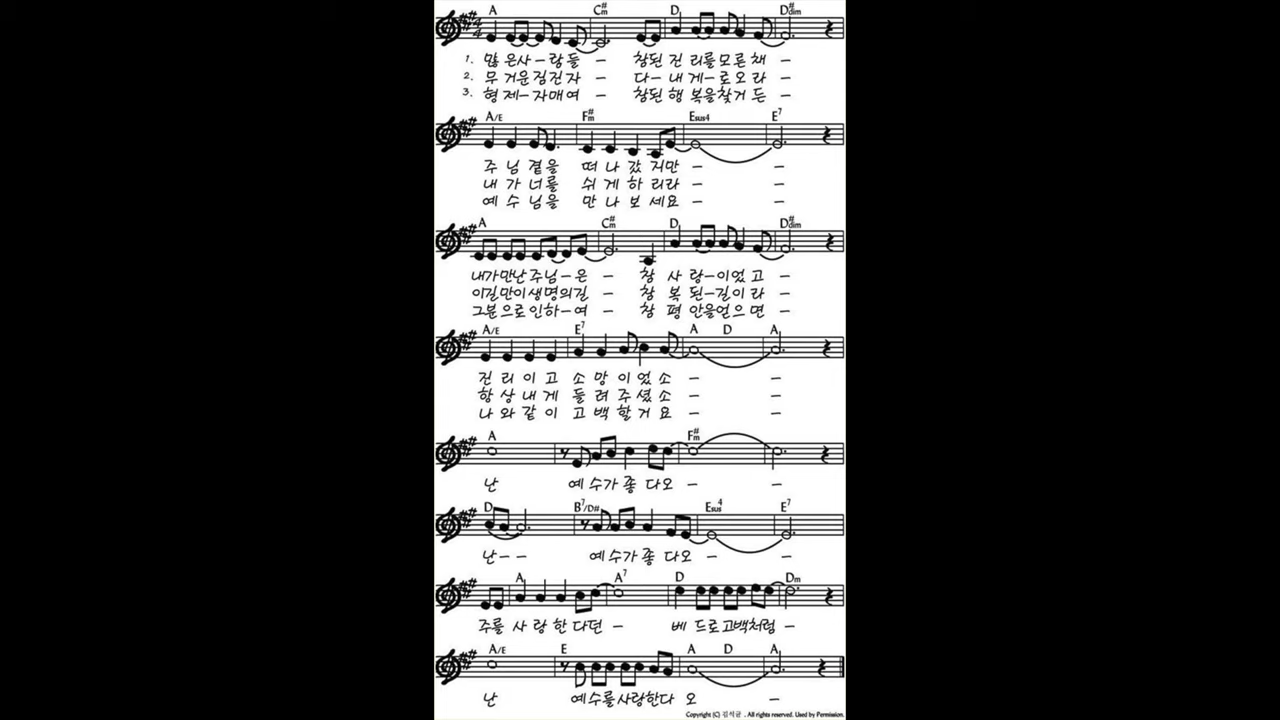 A C#m D D#dim
1. 많은사-랑들 - 참된 진리를모른채 -
2. 무거운짐진자 - 다-내게-로오라 -
3. 형제-자매여 - 참된행복을찾거든 -
A/E F#m Esus4 E7
주님곁을 떠나갔지만 - -
내가너를 쉬게하리라 - -
예수님을 만나보세요 - -
A C#m D D#dim
내가만난주님-은 - 참사랑-이었고 -
이길만이생명의길 - 참복된-길이라 -
그분으로인하-여 - 참평안을얻으면 -
A/E E7 A D A
진리이고소망이었소 - -
항상내게들려주셨소 - -
나와같이고백할거요 - -
A F#m
난 예수가좋다오 - -
D B7/D# Esus4 E7
난-- 예수가좋다오 - -
A A7 D Dm
주를사랑한다던 - 베드로고백처럼 -
A/E E A D A
난 예수를사랑한다오 -
Copyright (C) 김석균 . All rights reserved. Used by Permission.